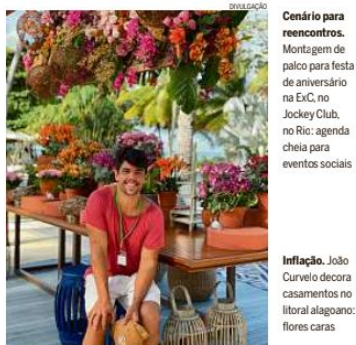 DIVULGAÇÃO
Cenário para
reencontros.
Montagem de
palco para festa
de aniversário
na ExC, no
Jockey Club,
no Rio: agenda
cheia para
eventos sociais
Inflação. João
Curvelo decora
casamentos no
litoral alagoano:
flores caras